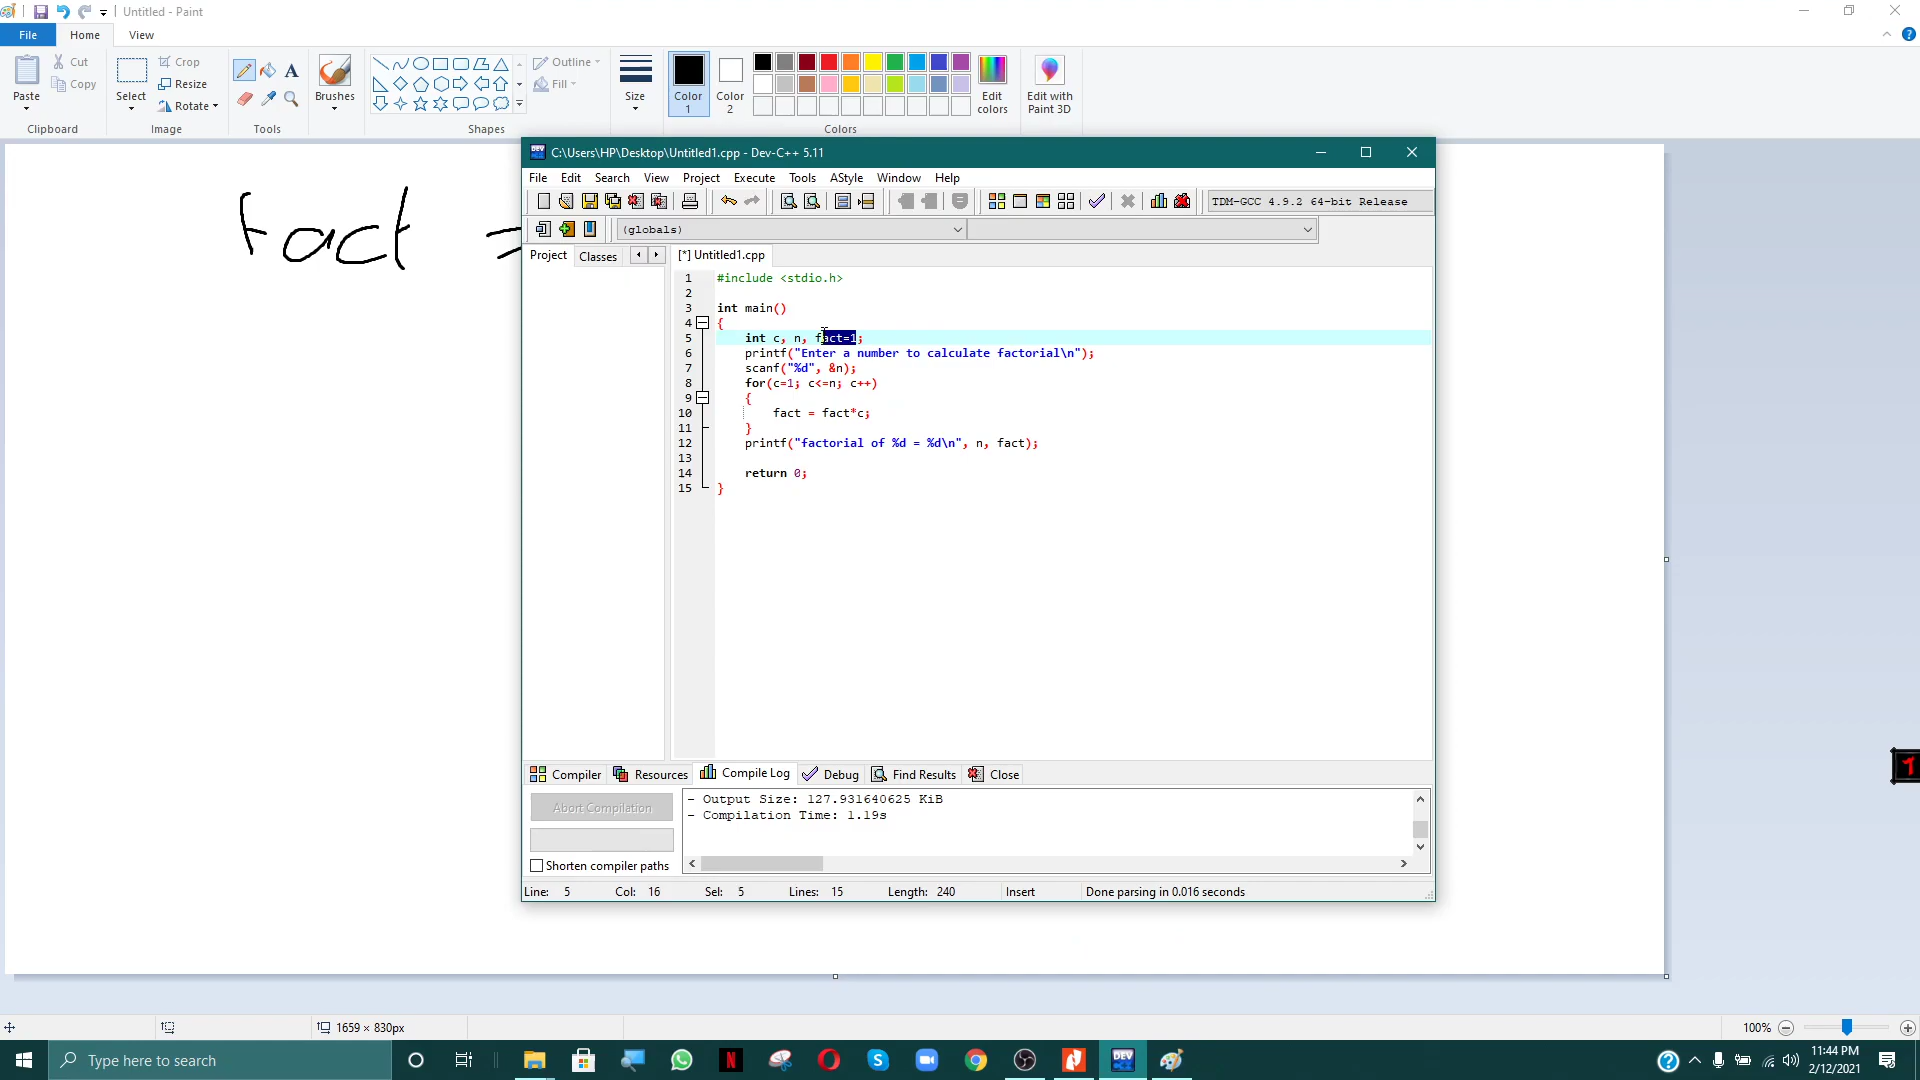 Untitled - Paint
File Home View
Paste
Cut
Copy
Clipboard
Select
Crop
Resize
Rotate
Image
Tools
Brushes
Shapes
Outline
Fill
Size
Color 1
Color 2
Colors
Edit colors
Edit with Paint 3D
fact =
C:\Users\HP\Desktop\Untitled1.cpp - Dev-C++ 5.11
File Edit Search View Project Execute Tools AStyle Window Help
TDM-GCC 4.9.2 64-bit Release
(globals)
Project Classes
[*] Untitled1.cpp
1 #include <stdio.h>
2
3 int main()
4 {
5 int c, n, fact=1;
6 printf("Enter a number to calculate factorial\n");
7 scanf("%d", &n);
8 for(c=1; c<=n; c++)
9 {
10 fact = fact*c;
11 }
12 printf("factorial of %d = %d\n", n, fact);
13
14 return 0;
15 }
Compiler Resources Compile Log Debug Find Results Close
Abort Compilation
Shorten compiler paths
- Output Size: 127.931640625 KiB
- Compilation Time: 1.19s
Line: 5 Col: 16 Sel: 5 Lines: 15 Length: 240 Insert Done parsing in 0.016 seconds
1659 × 830px
100%
Type here to search
DEV
11:44 PM
2/12/2021